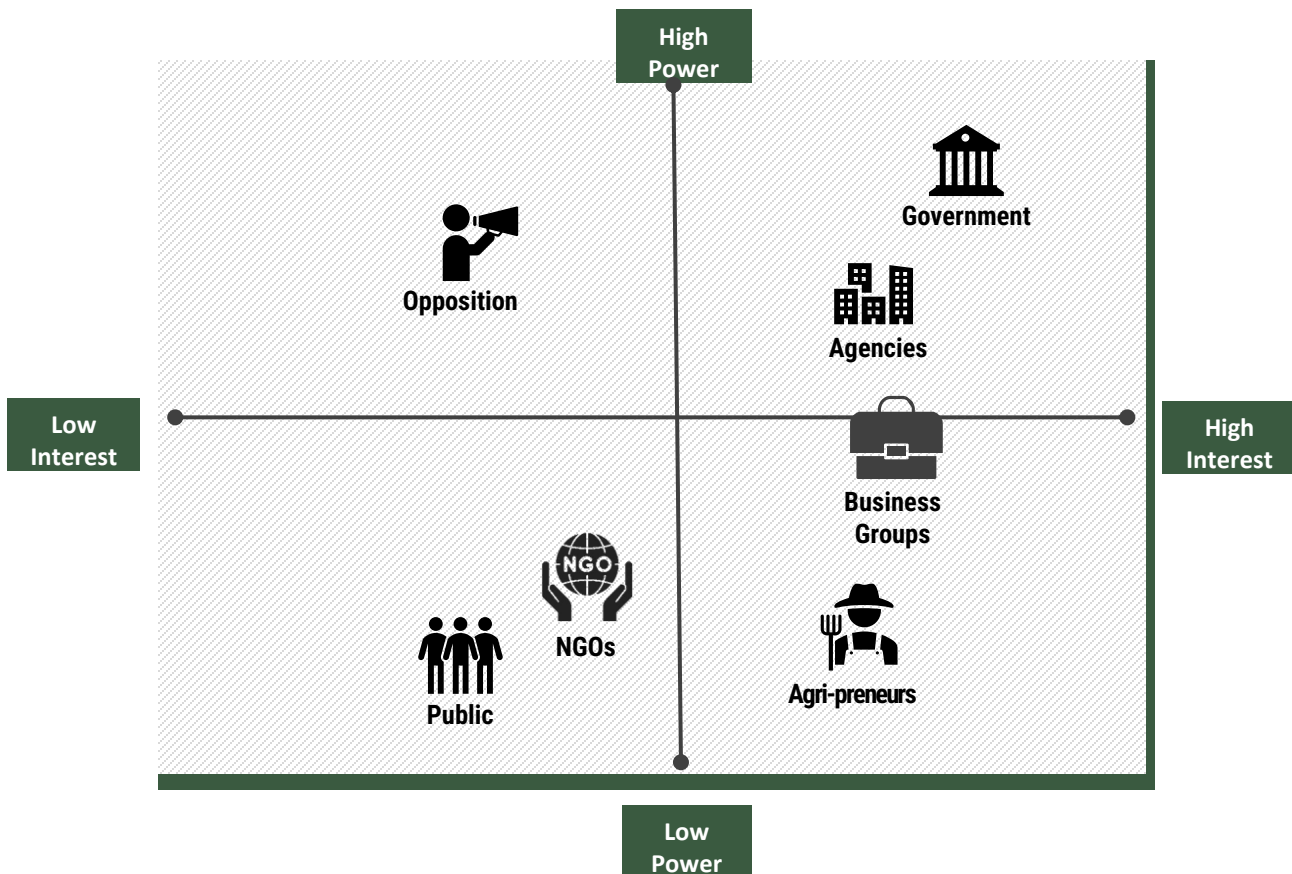 High
Power
Government
Opposition
Agencies
Low
Interest
High
Interest
Business
Groups
NGO
NGOs
Agri-preneurs
Public
Low
Power